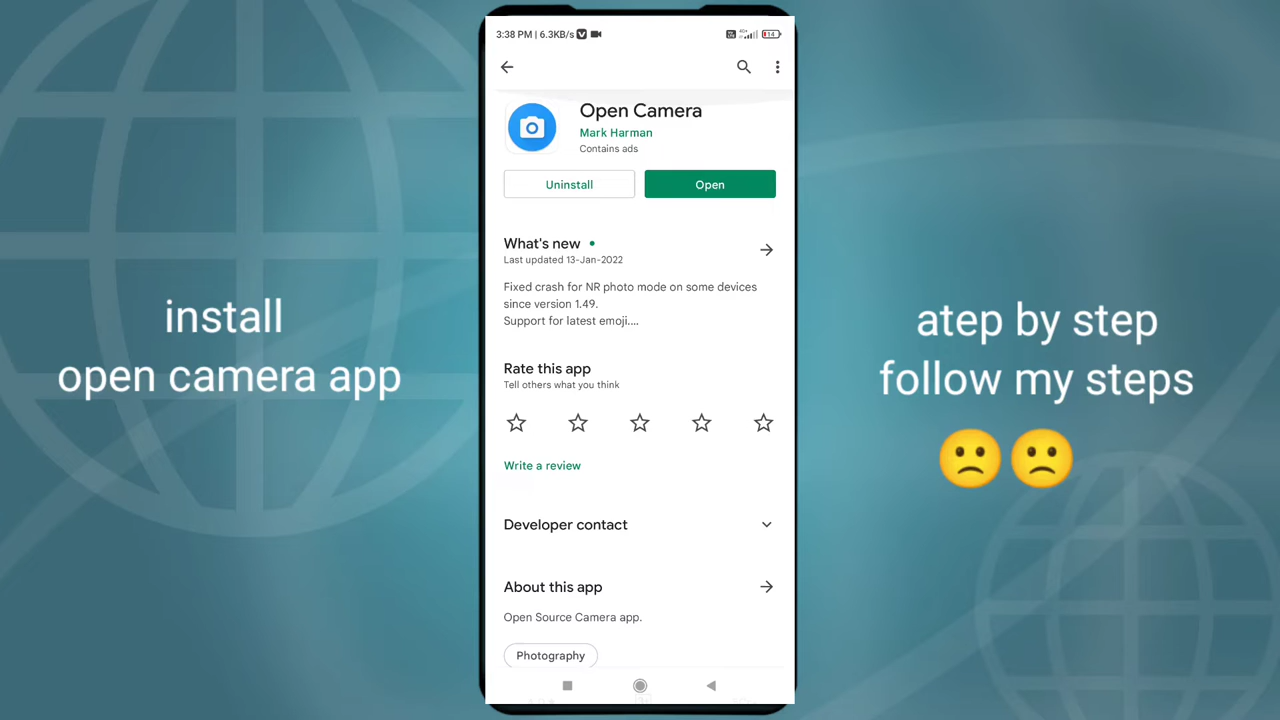 3:38 PM | 6.3KB/s
14
Open Camera
Mark Harman
Contains ads
Uninstall
Open
What's new
Last updated 13-Jan-2022
Fixed crash for NR photo mode on some devices
since version 1.49.
Support for latest emoji....
Rate this app
Tell others what you think
Write a review
Developer contact
About this app
Open Source Camera app.
Photography
install
open camera app
atep by step
follow my steps